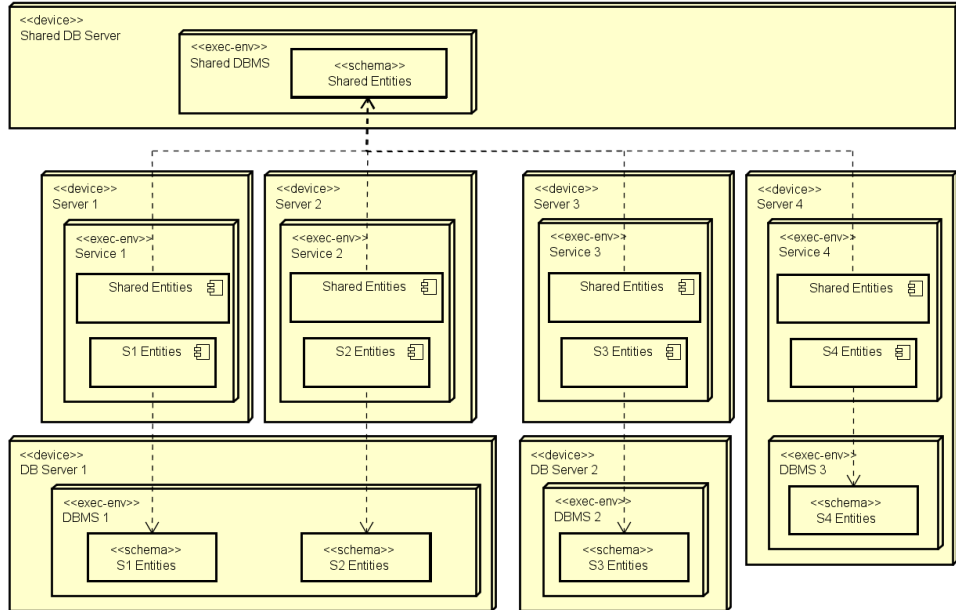 <<device>>
Shared DB Server
<<exec-env>>
Shared DBMS
<<schema>>
Shared Entities
<<device>>
Server 1
<<exec-env>>
Service 1
Shared Entities
S1 Entities
<<device>>
Server 2
<<exec-env>>
Service 2
Shared Entities
S2 Entities
<<device>>
Server 3
<<exec-env>>
Service 3
Shared Entities
S3 Entities
<<device>>
Server 4
<<exec-env>>
Service 4
Shared Entities
S4 Entities
<<exec-env>>
DBMS 3
<<schema>>
S4 Entities
<<device>>
DB Server 1
<<exec-env>>
DBMS 1
<<schema>>
S1 Entities
<<schema>>
S2 Entities
<<device>>
DB Server 2
<<exec-env>>
DBMS 2
<<schema>>
S3 Entities